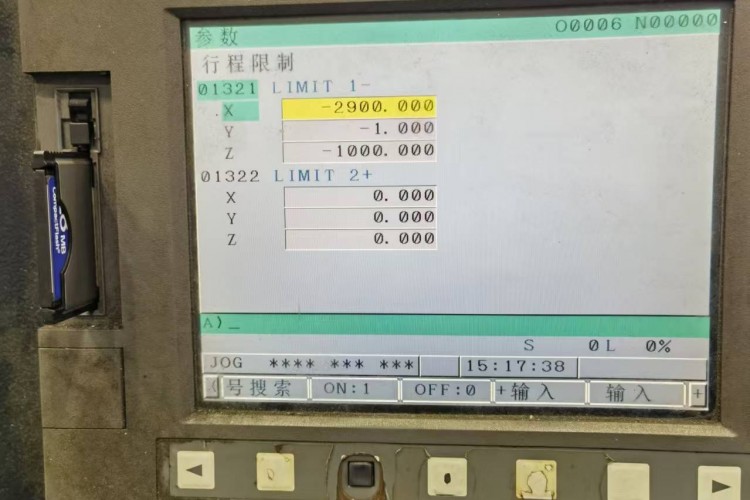 参数 O0006 N00000
行程限制
01321 LIMIT 1-
X -2900.000
Y -1.000
Z -1000.000
01322 LIMIT 2+
X 0.000
Y 0.000
Z 0.000
A)_
S 0L 0%
JOG **** *** *** 15:17:38
号搜索 ON:1 OFF:0 +输入 输入 +
MB
CompactFlash